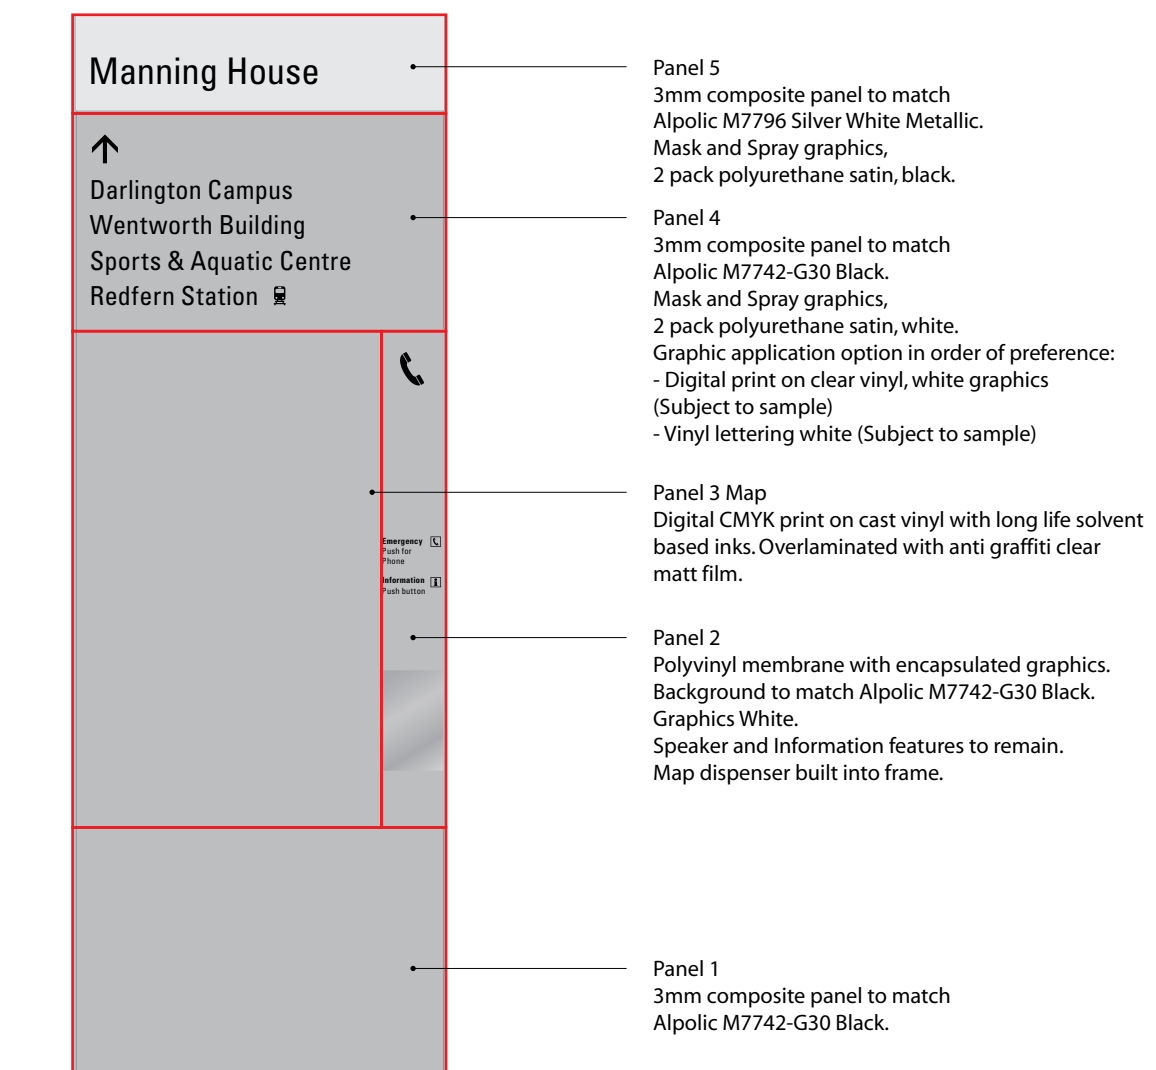 Manning House
Darlington Campus
Wentworth Building
Sports & Aquatic Centre
Redfern Station
Emergency
Push for
Phone
Information
Push button
Panel 5
3mm composite panel to match
Alpolic M7796 Silver White Metallic.
Mask and Spray graphics,
2 pack polyurethane satin, black.
Panel 4
3mm composite panel to match
Alpolic M7742-G30 Black.
Mask and Spray graphics,
2 pack polyurethane satin, white.
Graphic application option in order of preference:
- Digital print on clear vinyl, white graphics
(Subject to sample)
- Vinyl lettering white (Subject to sample)
Panel 3 Map
Digital CMYK print on cast vinyl with long life solvent
based inks. Overlaminated with anti graffiti clear
matt film.
Panel 2
Polyvinyl membrane with encapsulated graphics.
Background to match Alpolic M7742-G30 Black.
Graphics White.
Speaker and Information features to remain.
Map dispenser built into frame.
Panel 1
3mm composite panel to match
Alpolic M7742-G30 Black.